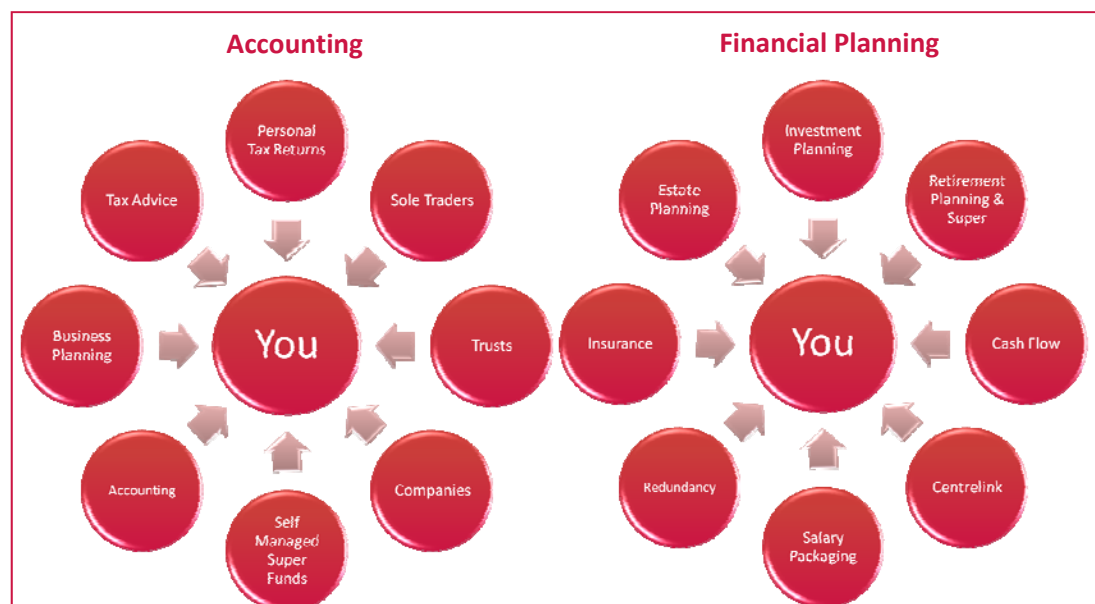 Accounting
Personal
Tax Returns
Sole Traders
Trusts
Companies
Self
Managed
Super
Funds
Accounting
Business
Planning
Tax Advice
You
Financial Planning
Investment
Planning
Retirement
Planning &
Super
Cash Flow
Centrelink
Salary
Packaging
Redundancy
Insurance
Estate
Planning
You